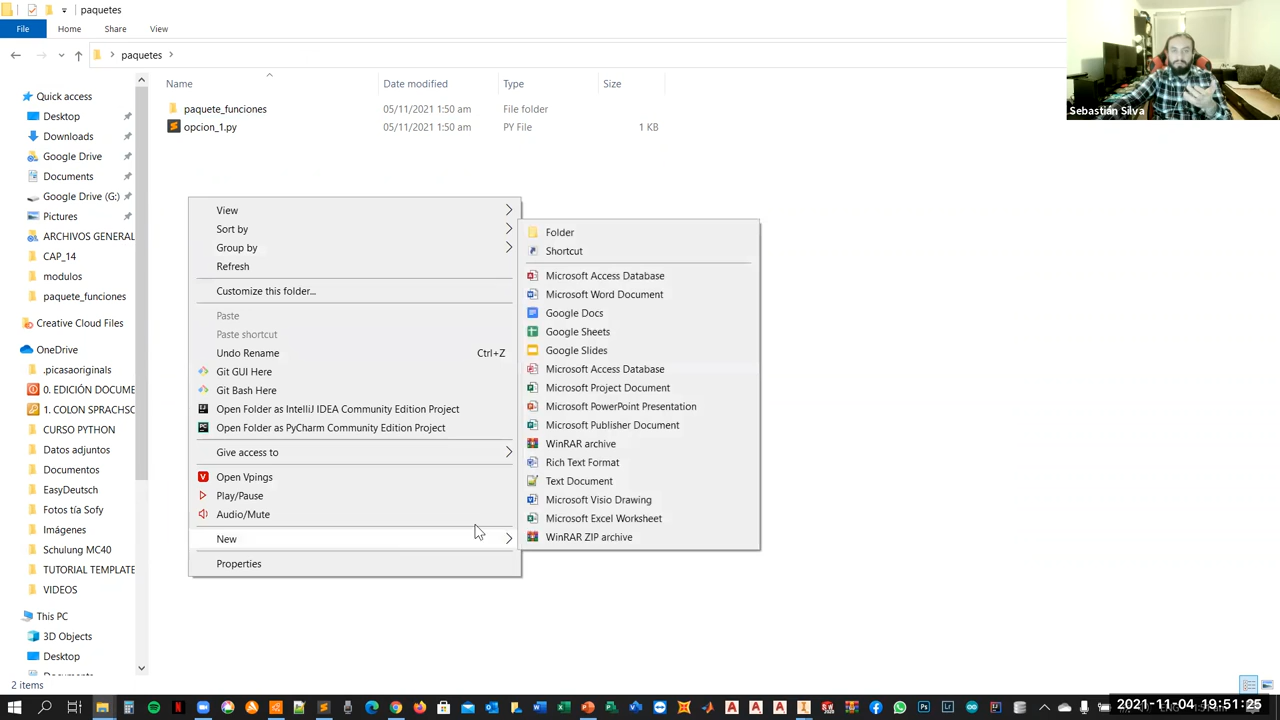 paquetes
File
Home
Share
View
paquetes
Name
Date modified
Type
Size
paquete_funciones
05/11/2021 1:50 am
File folder
opcion_1.py
05/11/2021 1:50 am
PY File
1 KB
Quick access
Desktop
Downloads
Google Drive
Documents
Google Drive (G:)
Pictures
ARCHIVOS GENERAL
CAP_14
modulos
paquete_funciones
Creative Cloud Files
OneDrive
.picasaoriginals
0. EDICIÓN DOCUME
1. COLON SPRACHSC
CURSO PYTHON
Datos adjuntos
Documentos
EasyDeutsch
Fotos tía Sofy
Imágenes
Schulung MC40
TUTORIAL TEMPLATE
VIDEOS
This PC
3D Objects
Desktop
View
Sort by
Group by
Refresh
Customize this folder...
Paste
Paste shortcut
Undo Rename
Ctrl+Z
Git GUI Here
Git Bash Here
Open Folder as IntelliJ IDEA Community Edition Project
Open Folder as PyCharm Community Edition Project
Give access to
Open Vpings
Play/Pause
Audio/Mute
New
Properties
Folder
Shortcut
Microsoft Access Database
Microsoft Word Document
Google Docs
Google Sheets
Google Slides
Microsoft Access Database
Microsoft Project Document
Microsoft PowerPoint Presentation
Microsoft Publisher Document
WinRAR archive
Rich Text Format
Text Document
Microsoft Visio Drawing
Microsoft Excel Worksheet
WinRAR ZIP archive
Sebastián Silva
2 items
2021-11-04 19:51:25